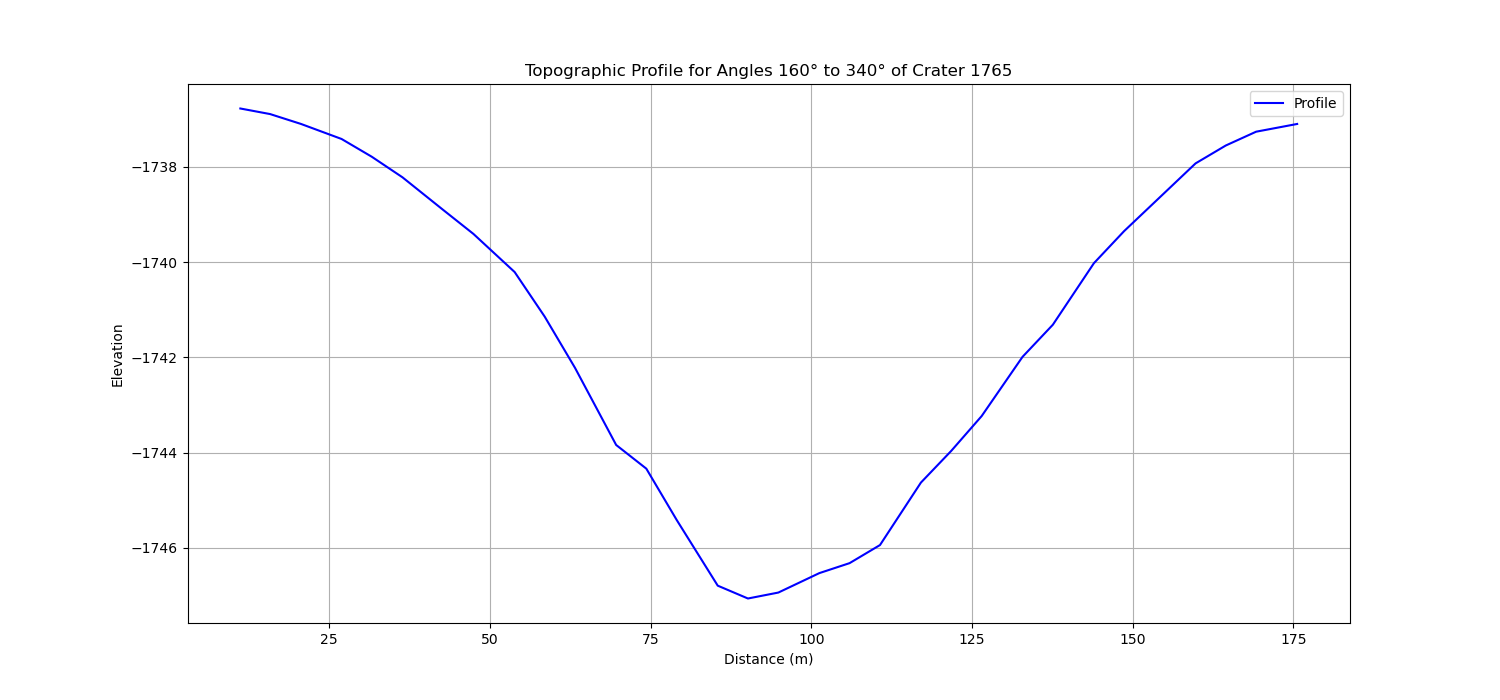 Topographic Profile for Angles 160° to 340° of Crater 1765
Profile
−1738
−1740
−1742
−1744
−1746
Elevation
25 50 75 100 125 150 175
Distance (m)